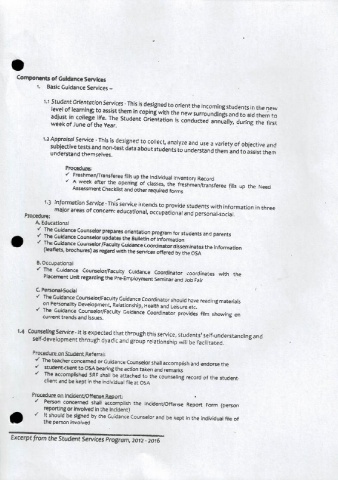 Components of Guidance Services
1. Basic Guidance Services –
1.1 Student Orientation Services - This is designed to orient the incoming students in the new
level of learning; to assist them in coping with the new surroundings and to aid them to
adjust in college life. The Student Orientation is conducted annually, during the first
week of June of the Year.
1.2 Appraisal Service - This is designed to collect, analyze and use a variety of objective and
subjective tests and non-test data about students to understand them and to assist them
understand themselves.
Procedure:
✓ Freshmen/Transferee fill up the Individual Inventory Record
✓ A week after the opening of classes, the freshmen/transferee fills up the Need
Assessment Checklist and other required forms
1.3 Information Service - This service intends to provide students with information in three
major areas of concern: educational, occupational and personal-social.
Procedure:
A. Educational
✓ The Guidance Counselor prepares orientation program for students and parents
✓ The Guidance Counselor updates the Bulletin of Information
✓ The Guidance Counselor/Faculty Guidance Coordinator disseminates the information
(leaflets, brochures) as regard with the services offered by the OSA
B. Occupational
✓ The Guidance Counselor/Faculty Guidance Coordinator coordinates with the
Placement Unit regarding the Pre-Employment Seminar and Job Fair
C. Personal-Social
✓ The Guidance Counselor/Faculty Guidance Coordinator should have reading materials
on Personality Development, Relationship, Health and Leisure etc.
✓ The Guidance Counselor/Faculty Guidance Coordinator provides film showing on
current trends and issues.
1.4 Counseling Service - It is expected that through this service, students' self-understanding and
self-development through dyadic and group relationship will be facilitated.
Procedure on Student Referral:
✓ The teacher concerned or Guidance Counselor shall accomplish and endorse the
✓ student-client to OSA bearing the action taken and remarks
✓ The accomplished SRF shall be attached to the counseling record of the student
client and be kept in the individual file at OSA
Procedure on Incident/Offense Report:
✓ Person concerned shall accomplish the Incident/Offense Report Form (person
reporting or involved in the incident)
✓ It should be signed by the Guidance Counselor and be kept in the individual file of
the person involved
Excerpt from the Student Services Program, 2012 - 2016